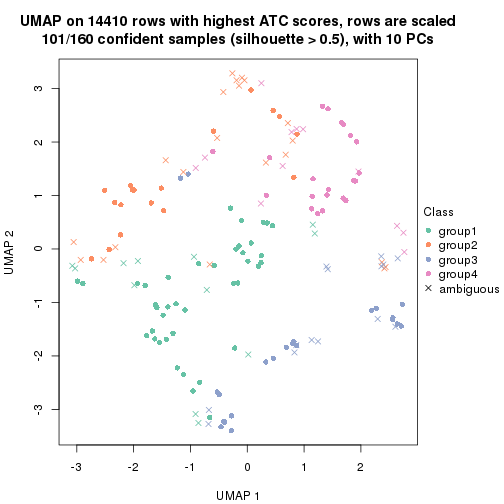 UMAP on 14410 rows with highest ATC scores, rows are scaled
101/160 confident samples (silhouette > 0.5), with 10 PCs
3
2
1
0
-1
-2
-3
UMAP 2
-3
-2
-1
0
1
2
UMAP 1
Class
group1
group2
group3
group4
ambiguous